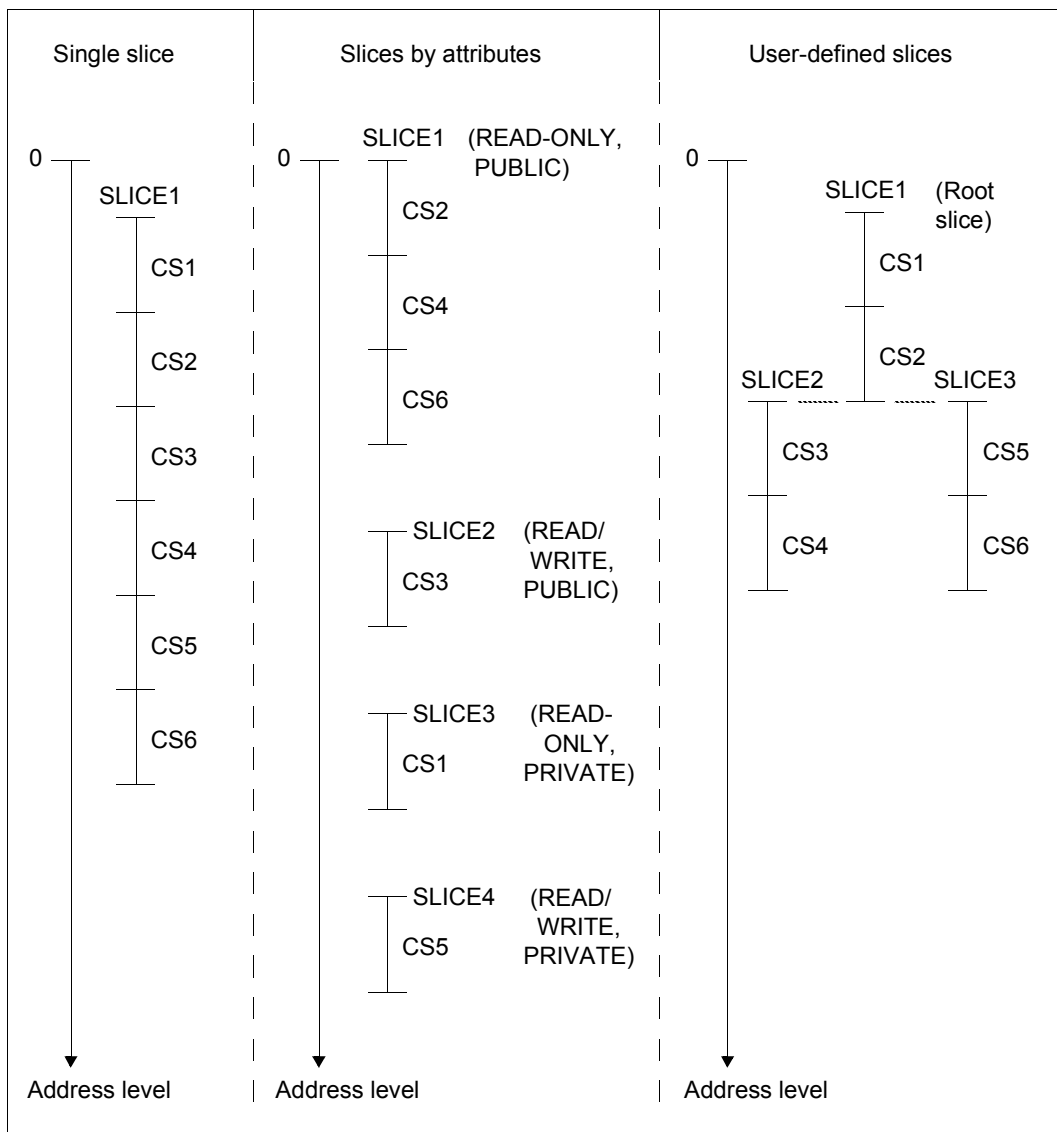 Single slice
0
SLICE1
CS1
CS2
CS3
CS4
CS5
CS6
Address level
Slices by attributes
0
SLICE1 (READ-ONLY,
PUBLIC)
CS2
CS4
CS6
SLICE2 (READ/
WRITE,
CS3
PUBLIC)
SLICE3 (READ-
ONLY,
CS1
PRIVATE)
SLICE4 (READ/
WRITE,
CS5
PRIVATE)
Address level
User-defined slices
0
SLICE1 (Root
slice)
CS1
CS2
SLICE2
SLICE3
CS3
CS5
CS4
CS6
Address level